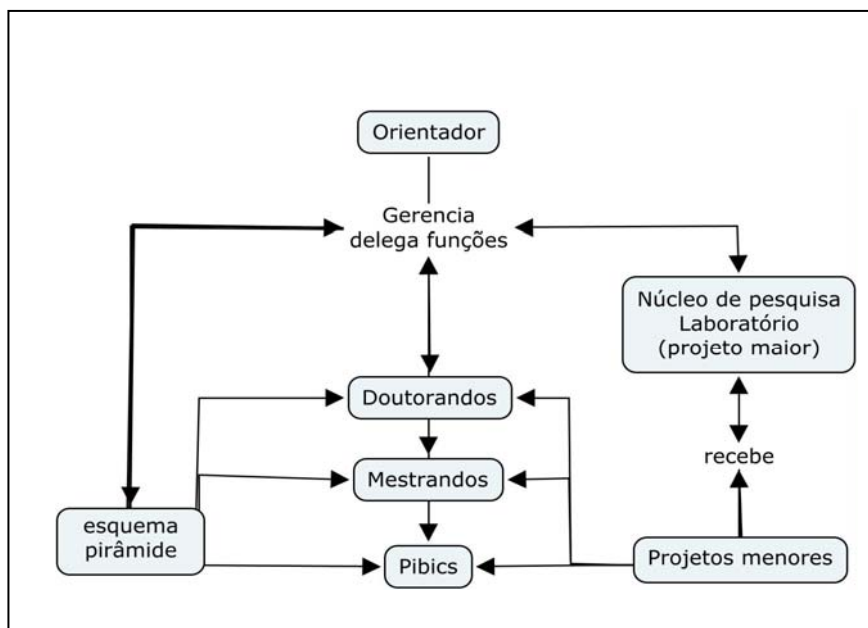 Orientador
Gerencia
delega funções
Núcleo de pesquisa
Laboratório
(projeto maior)
Doutorandos
recebe
Mestrandos
esquema
pirâmide
Pibics
Projetos menores